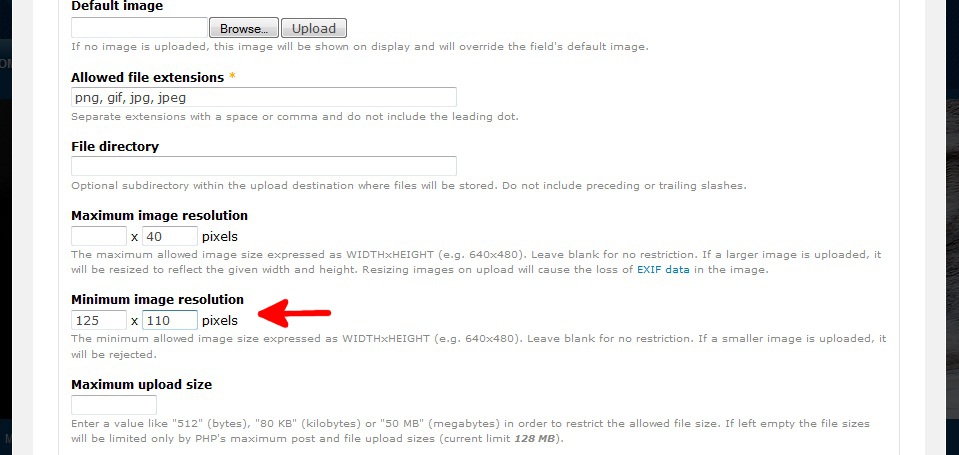 Default image
Browse... Upload
If no image is uploaded, this image will be shown on display and will override the field's default image.
Allowed file extensions *
png, gif, jpg, jpeg
Separate extensions with a space or comma and do not include the leading dot.
File directory
Optional subdirectory within the upload destination where files will be stored. Do not include preceding or trailing slashes.
Maximum image resolution
x 40 pixels
The maximum allowed image size expressed as WIDTHxHEIGHT (e.g. 640x480). Leave blank for no restriction. If a larger image is uploaded, it
will be resized to reflect the given width and height. Resizing images on upload will cause the loss of EXIF data in the image.
Minimum image resolution
125 x 110 pixels
The minimum allowed image size expressed as WIDTHxHEIGHT (e.g. 640x480). Leave blank for no restriction. If a smaller image is uploaded, it
will be rejected.
Maximum upload size
Enter a value like "512" (bytes), "80 KB" (kilobytes) or "50 MB" (megabytes) in order to restrict the allowed file size. If left empty the file sizes
will be limited only by PHP's maximum post and file upload sizes (current limit 128 MB).